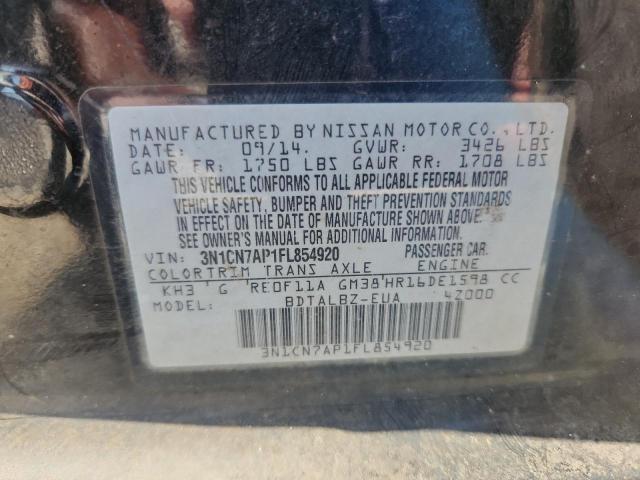 MANUFACTURED BY NISSAN MOTOR CO., LTD.
DATE: 09/14. GVWR: 3426 LBS
GAWR FR: 1750 LBS GAWR RR: 1708 LBS
THIS VEHICLE CONFORMS TO ALL APPLICABLE FEDERAL MOTOR
VEHICLE SAFETY, BUMPER AND THEFT PREVENTION STANDARDS
IN EFFECT ON THE DATE OF MANUFACTURE SHOWN ABOVE.
SEE OWNER'S MANUAL FOR ADDITIONAL INFORMATION.
VIN: 3N1CN7AP1FL854920 PASSENGER CAR.
COLOR TRIM TRANS AXLE ENGINE
KH3 'G 'RE0F11A GM38'HR16DE1598 CC
MODEL: BDTALBZ-EUA 4Z000
3N1CN7AP1FL854920